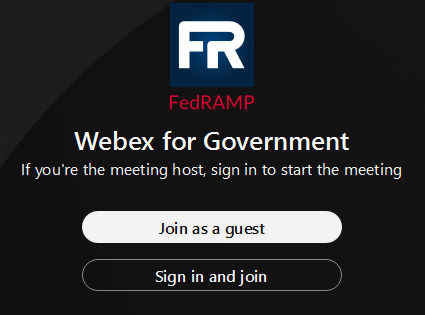 FR
FedRAMP
Webex for Government
If you're the meeting host, sign in to start the meeting
Join as a guest
Sign in and join